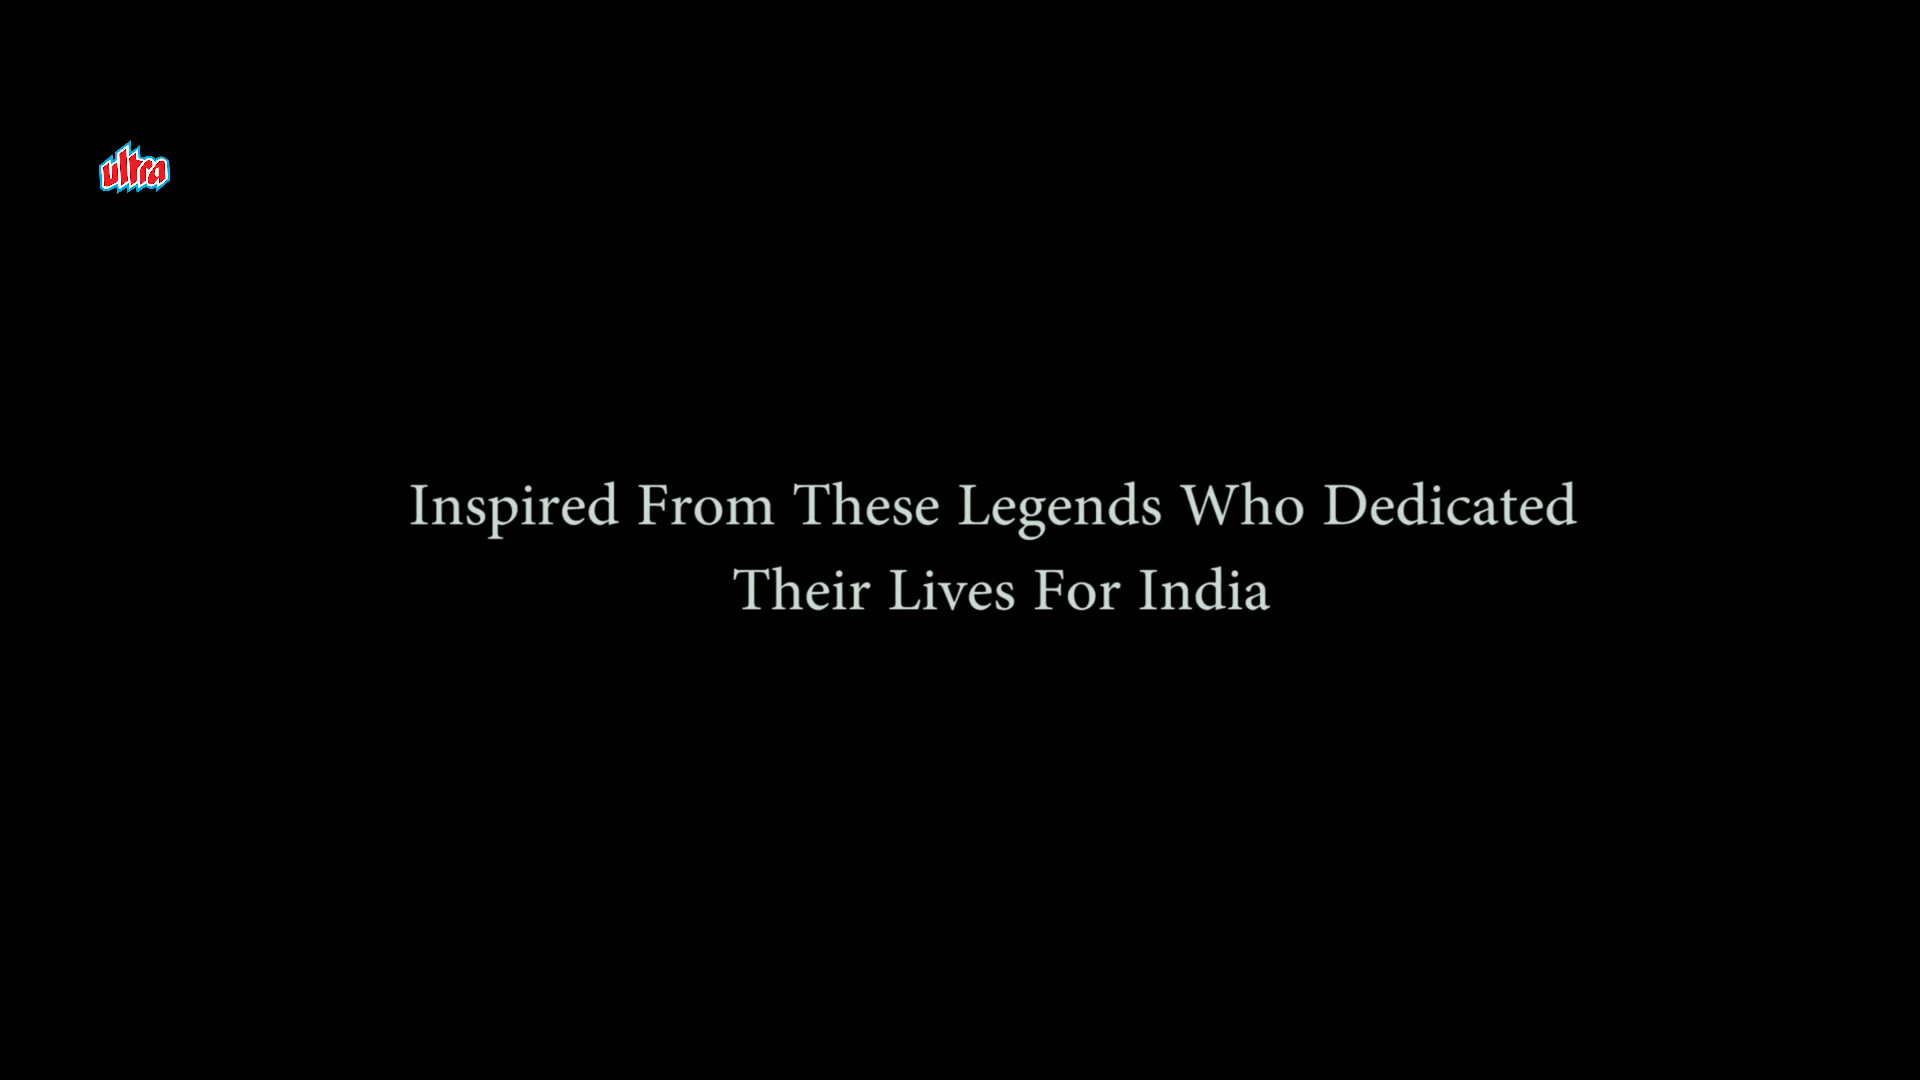 ultra
Inspired From These Legends Who Dedicated
Their Lives For India